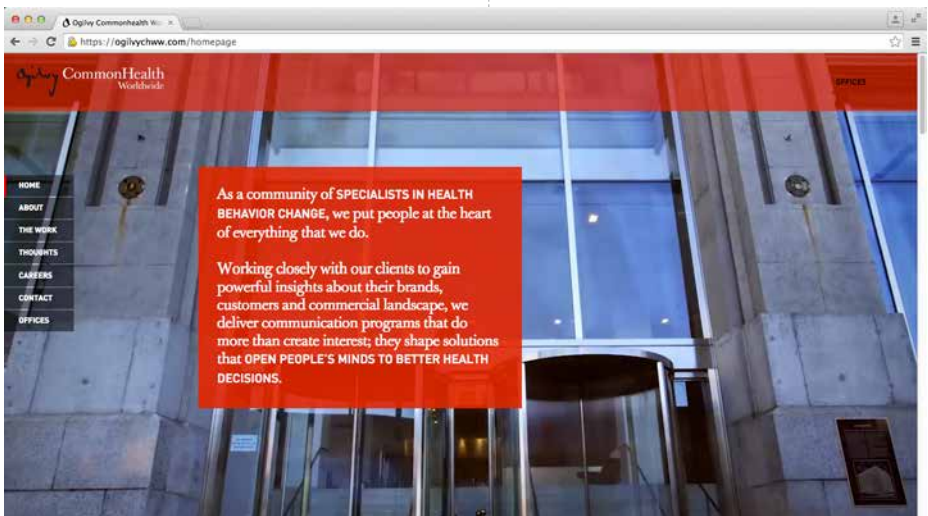 Ogilvy Commonhealth Wo
https://ogilvychww.com/homepage
Ogilvy CommonHealth
Worldwide
OFFICES
HOME
ABOUT
THE WORK
THOUGHTS
CAREERS
CONTACT
OFFICES
As a community of SPECIALISTS IN HEALTH
BEHAVIOR CHANGE, we put people at the heart
of everything that we do.
Working closely with our clients to gain
powerful insights about their brands,
customers and commercial landscape, we
deliver communication programs that do
more than create interest; they shape solutions
that OPEN PEOPLE'S MINDS TO BETTER HEALTH
DECISIONS.